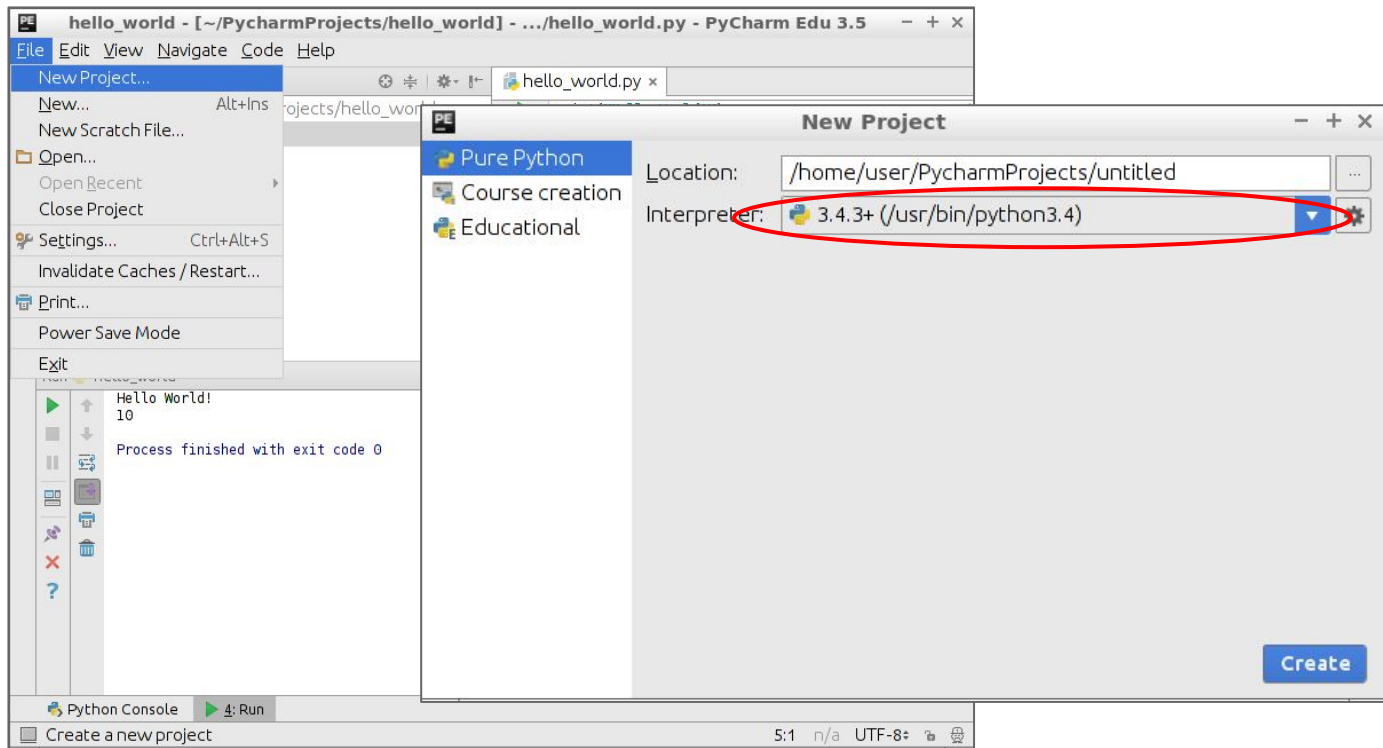 PE hello_world - [~/PycharmProjects/hello_world] - .../hello_world.py - PyCharm Edu 3.5
File Edit View Navigate Code Help
New Project...
hello_world.py
New... Alt+Ins
New Scratch File...
Open...
Open Recent
Close Project
Settings... Ctrl+Alt+S
Invalidate Caches / Restart...
Print...
Power Save Mode
Exit
Hello World!
10
Process finished with exit code 0
Python Console 4: Run
Create a new project 5:1 n/a UTF-8
PE New Project
Pure Python
Course creation
Educational
Location: /home/user/PycharmProjects/untitled ...
Interpreter: 3.4.3+ (/usr/bin/python3.4)
Create